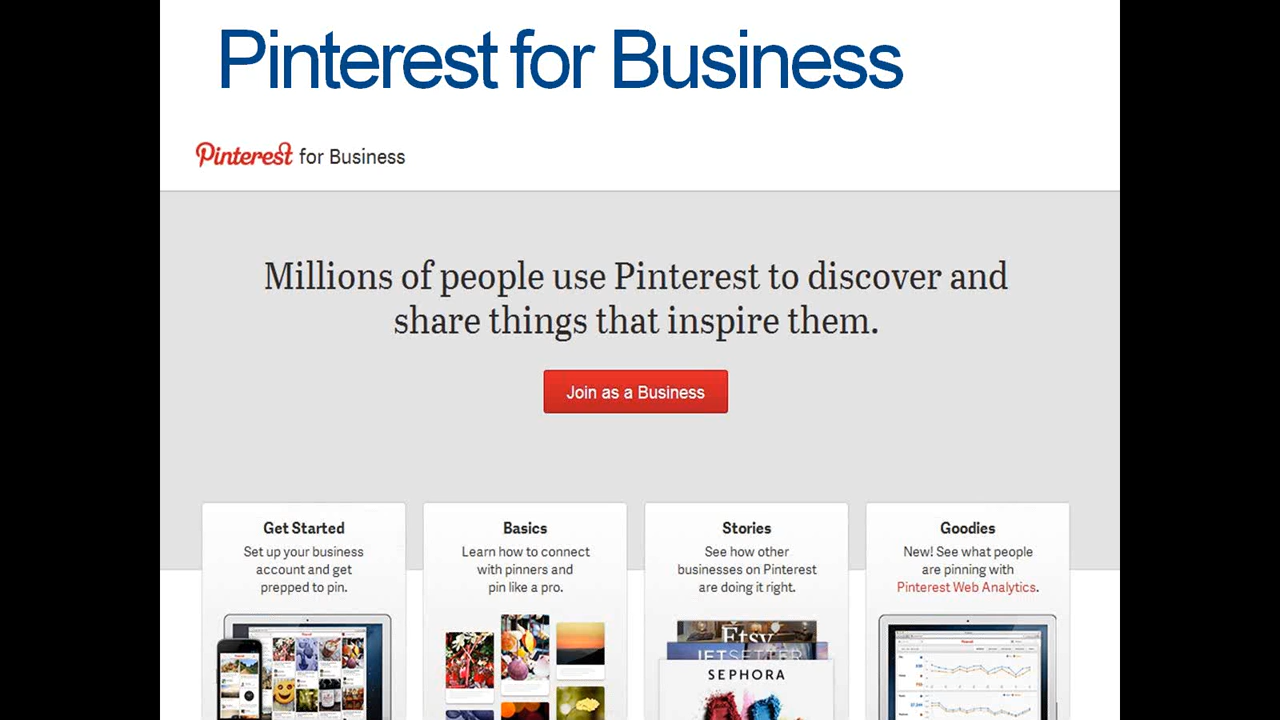 Pinterest for Business
Pinterest for Business
Millions of people use Pinterest to discover and
share things that inspire them.
Join as a Business
Get Started
Set up your business
account and get
prepped to pin.
Basics
Learn how to connect
with pinners and
pin like a pro.
Stories
See how other
businesses on Pinterest
are doing it right.
Etsy
JETSETTER
SEPHORA
Goodies
New! See what people
are pinning with
Pinterest Web Analytics.